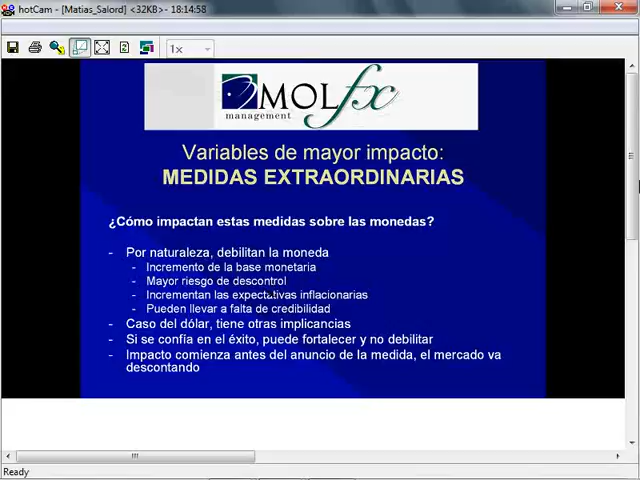 hotCam - [Matias_Salord] <32KB> - 18:14:58
1x
MOLfx
management
Variables de mayor impacto:
MEDIDAS EXTRAORDINARIAS
¿Cómo impactan estas medidas sobre las monedas?
- Por naturaleza, debilitan la moneda
- Incremento de la base monetaria
- Mayor riesgo de descontrol
- Incrementan las expectativas inflacionarias
- Pueden llevar a falta de credibilidad
- Caso del dólar, tiene otras implicancias
- Si se confia en el éxito, puede fortalecer y no debilitar
- Impacto comienza antes del anuncio de la medida, el mercado va
descontando
Ready